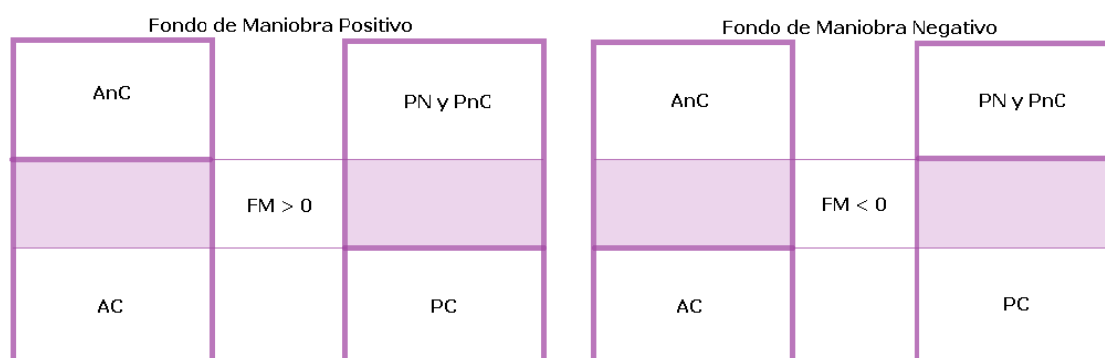 Fondo de Maniobra Positivo
AnC
PN y PnC
FM > 0
AC
PC
Fondo de Maniobra Negativo
AnC
PN y PnC
FM < 0
AC
PC